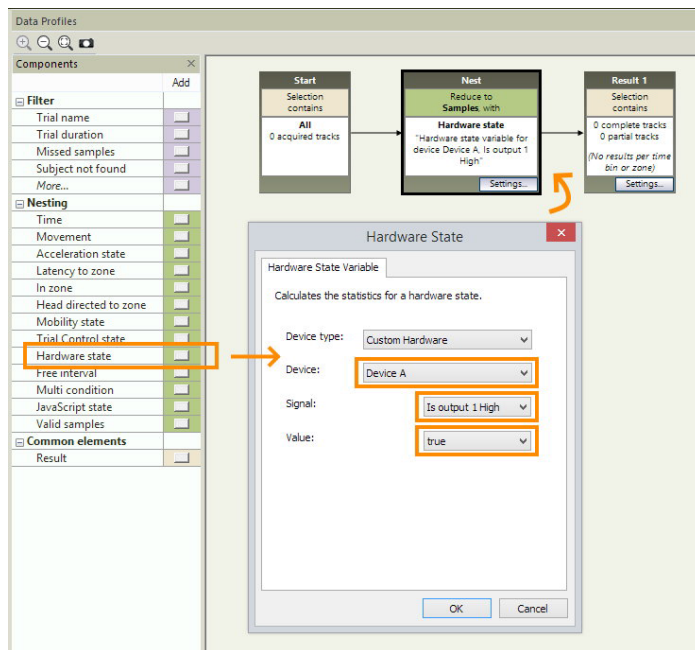 Data Profiles
Components
Add
Filter
Trial name
Trial duration
Missed samples
Subject not found
More...
Nesting
Time
Movement
Acceleration state
Latency to zone
In zone
Head directed to zone
Mobility state
Trial Control state
Hardware state
Free interval
Multi condition
JavaScript state
Valid samples
Common elements
Result
Start
Selection
contains
All
0 acquired tracks
Nest
Reduce to
Samples, with
Hardware state
"Hardware state variable for
device Device A, Is output 1
High"
Settings...
Result 1
Selection
contains
0 complete tracks
0 partial tracks
(No results per time
bin or zone)
Settings...
Hardware State
Hardware State Variable
Calculates the statistics for a hardware state.
Device type: Custom Hardware
Device: Device A
Signal: Is output 1 High
Value: true
OK Cancel